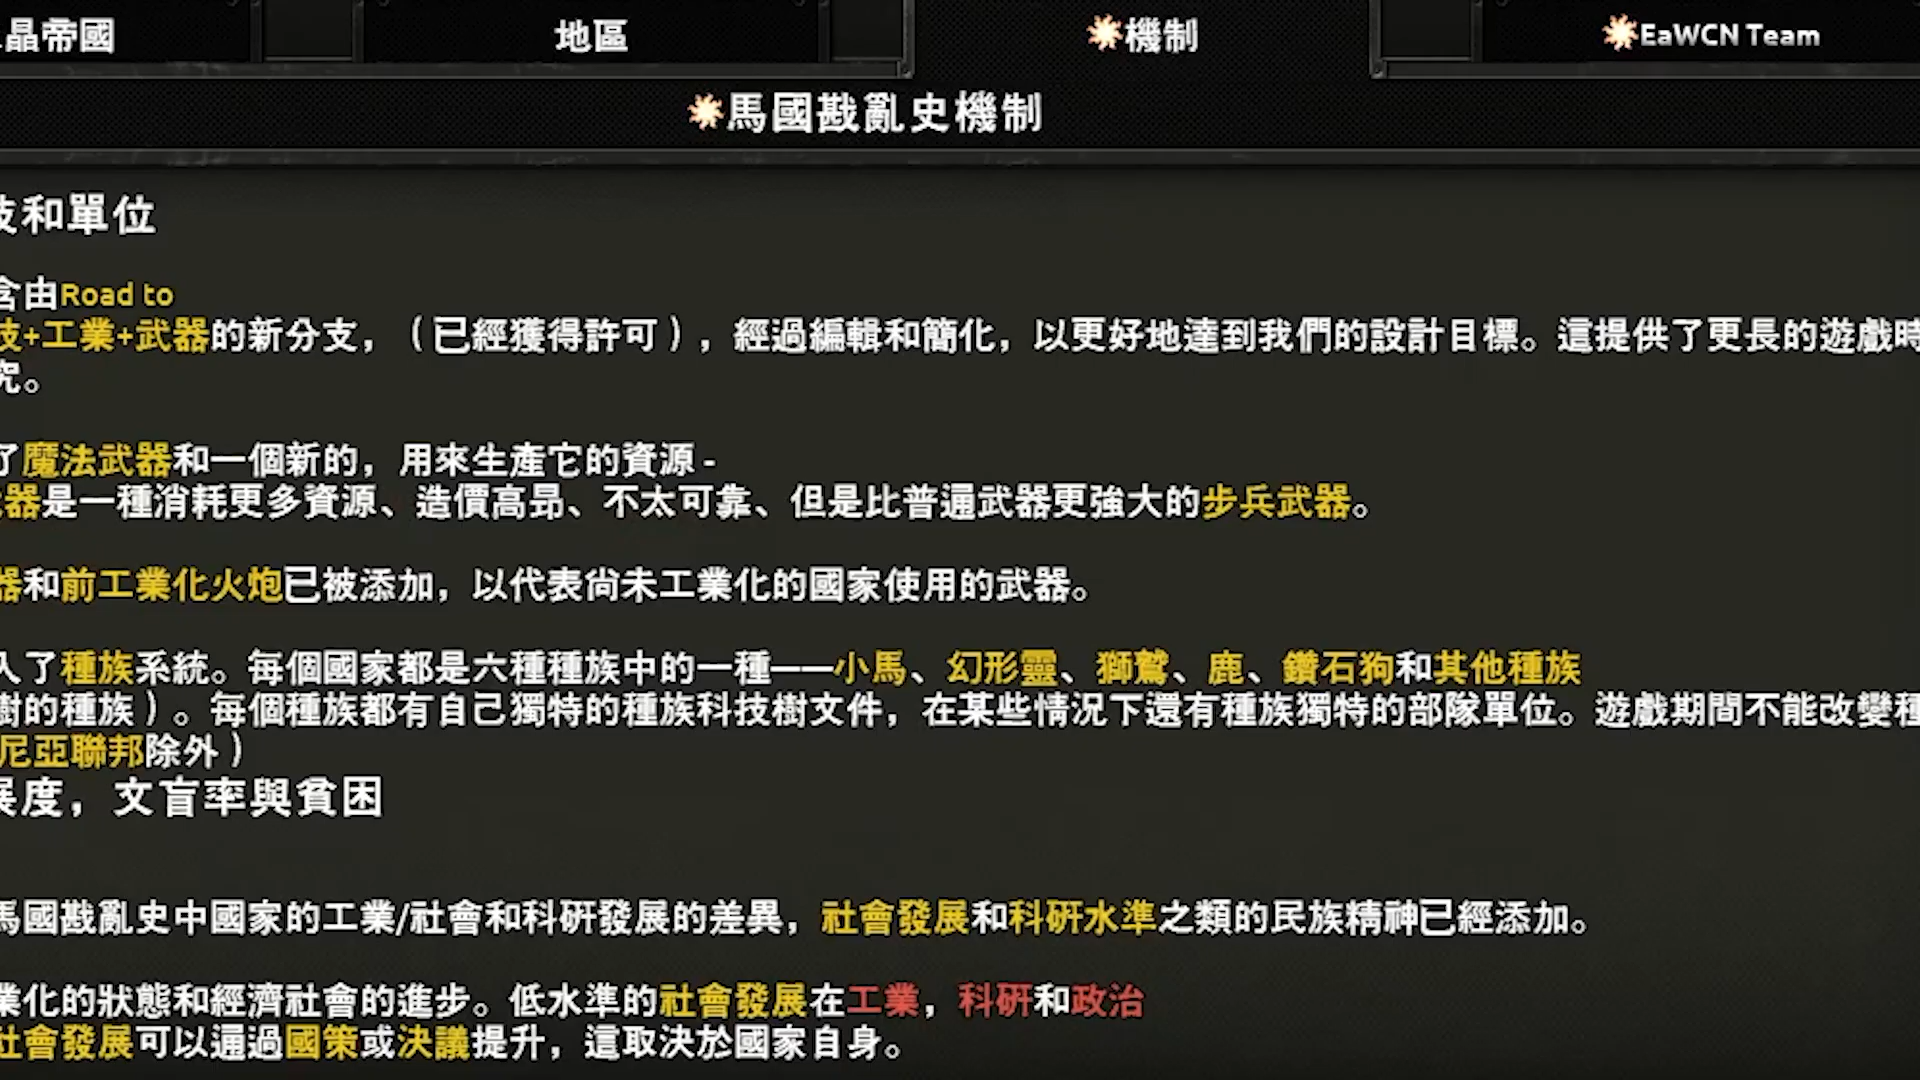 晶帝國
地區
機制
EaWCN Team
馬國戡亂史機制
技和單位
含由Road to
技+工業+武器的新分支，（已經獲得許可），經過編輯和簡化，以更好地達到我們的設計目標。這提供了更長的遊戲時
究。
了魔法武器和一個新的，用來生產它的資源 -
器是一種消耗更多資源、造價高昂、不太可靠、但是比普通武器更強大的步兵武器。
器和前工業化火炮已被添加，以代表尚未工業化的國家使用的武器。
入了種族系統。每個國家都是六種種族中的一種——小馬、幻形靈、獅鷲、鹿、鑽石狗和其他種族
樹的種族）。每個種族都有自己獨特的種族科技樹文件，在某些情況下還有種族獨特的部隊單位。遊戲期間不能改變種
尼亞聯邦除外）
展度，文盲率與貧困
馬國戡亂史中國家的工業/社會和科研發展的差異，社會發展和科研水準之類的民族精神已經添加。
業化的狀態和經濟社會的進步。低水準的社會發展在工業，科研和政治
社會發展可以通過國策或決議提升，這取決於國家自身。